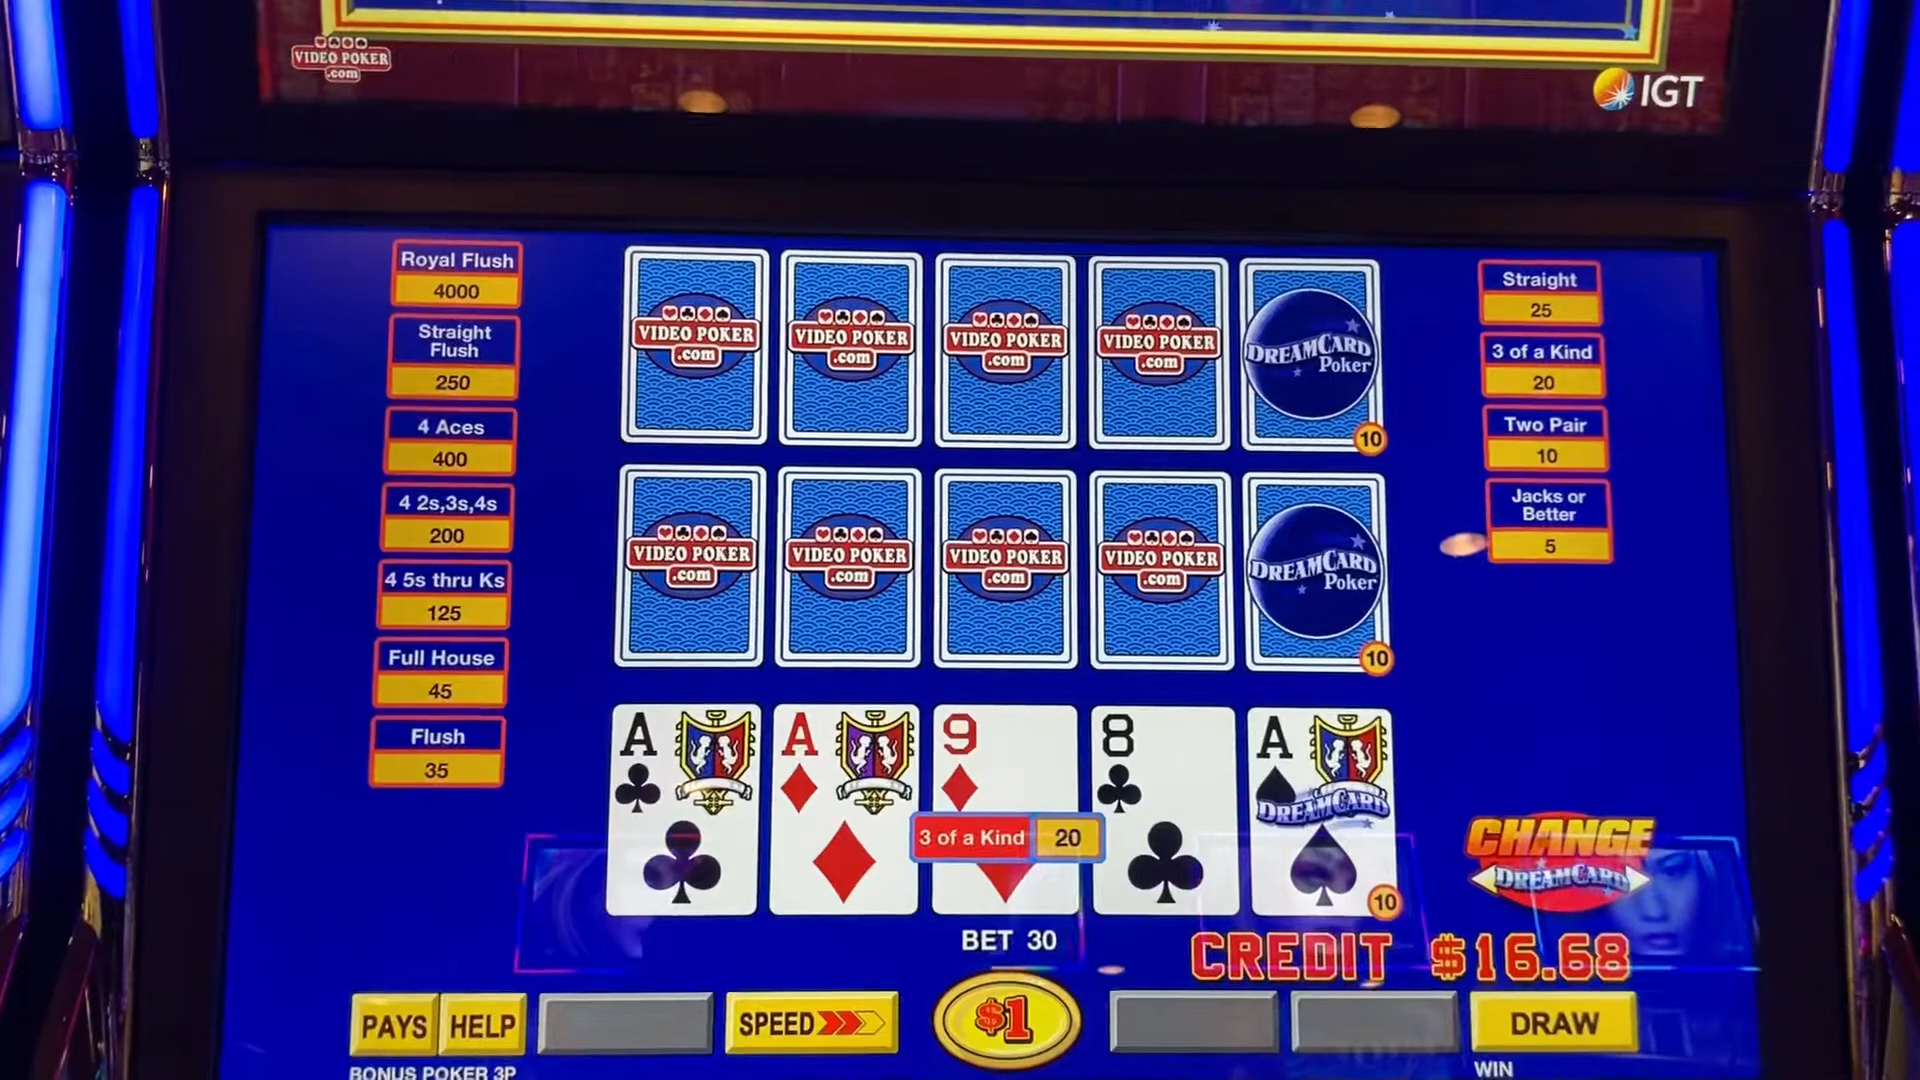 VIDEO POKER
.com
IGT
Royal Flush
4000
Straight
Flush
250
4 Aces
400
4 2s,3s,4s
200
4 5s thru Ks
125
Full House
45
Flush
35
VIDEO POKER
.com
VIDEO POKER
.com
VIDEO POKER
.com
VIDEO POKER
.com
DREAMCARD
Poker
10
VIDEO POKER
.com
VIDEO POKER
.com
VIDEO POKER
.com
VIDEO POKER
.com
DREAMCARD
Poker
10
A
A
9
8
A
DREAMCARD
10
3 of a Kind 20
Straight
25
3 of a Kind
20
Two Pair
10
Jacks or
Better
5
CHANGE
DREAMCARD
BET 30
CREDIT $16.68
PAYS HELP SPEED $1 DRAW
BONUS POKER 3P
WIN